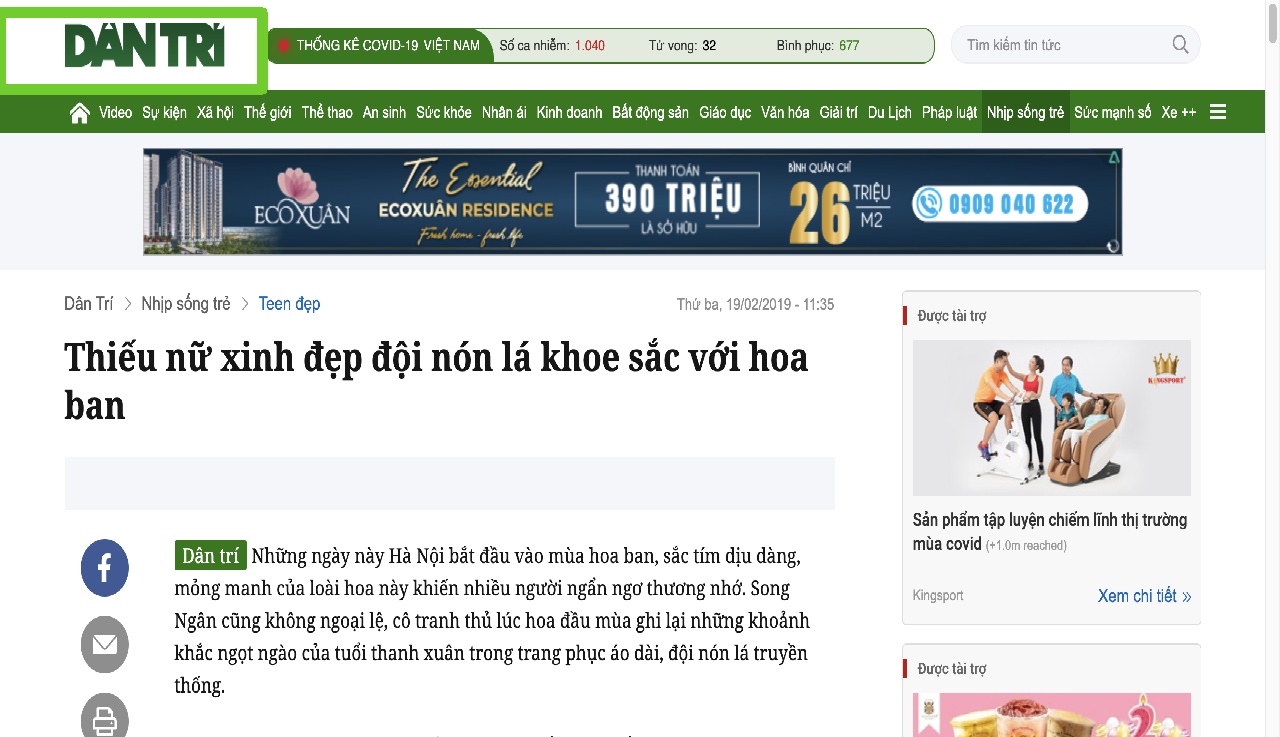 DÂN TRÍ
THỐNG KÊ COVID-19 VIỆT NAM Số ca nhiễm: 1.040 Tử vong: 32 Bình phục: 677
Tìm kiếm tin tức
Video Sự kiện Xã hội Thế giới Thể thao An sinh Sức khỏe Nhân ái Kinh doanh Bất động sản Giáo dục Văn hóa Giải trí Du Lịch Pháp luật Nhịp sống trẻ Sức mạnh số Xe ++
ECOXUÂN
The Essential
ECOXUÂN RESIDENCE
Fresh home - fresh life
THANH TOÁN
390 TRIỆU
LÀ SỞ HỮU
BÌNH QUÂN CHỈ
26 TRIỆU
M2
0909 040 622
Dân Trí > Nhịp sống trẻ > Teen đẹp
Thứ ba, 19/02/2019 - 11:35
Thiếu nữ xinh đẹp đội nón lá khoe sắc với hoa
ban
Dân trí Những ngày này Hà Nội bắt đầu vào mùa hoa ban, sắc tím dịu dàng,
mỏng manh của loài hoa này khiến nhiều người ngẩn ngơ thương nhớ. Song
Ngân cũng không ngoại lệ, cô tranh thủ lúc hoa đầu mùa ghi lại những khoảnh
khắc ngọt ngào của tuổi thanh xuân trong trang phục áo dài, đội nón lá truyền
thống.
Được tài trợ
KINGSPORT
Sản phẩm tập luyện chiếm lĩnh thị trường
mùa covid (+1.0m reached)
Kingsport
Xem chi tiết »
Được tài trợ
2